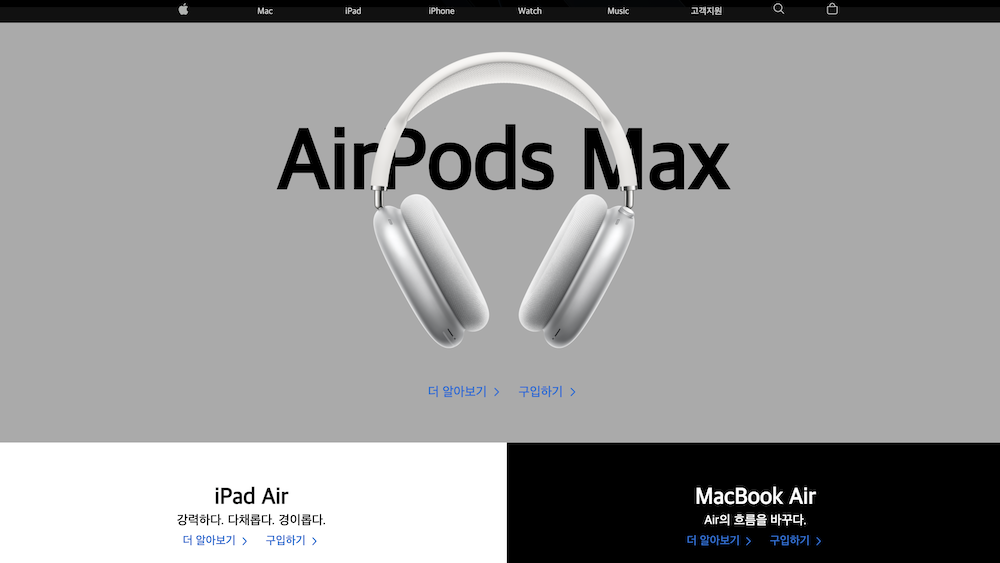 Mac iPad iPhone Watch Music 고객지원
AirPods Max
더 알아보기 > 구입하기 >
iPad Air
강력하다. 다채롭다. 경이롭다.
더 알아보기 > 구입하기 >
MacBook Air
Air의 흐름을 바꾸다.
더 알아보기 > 구입하기 >